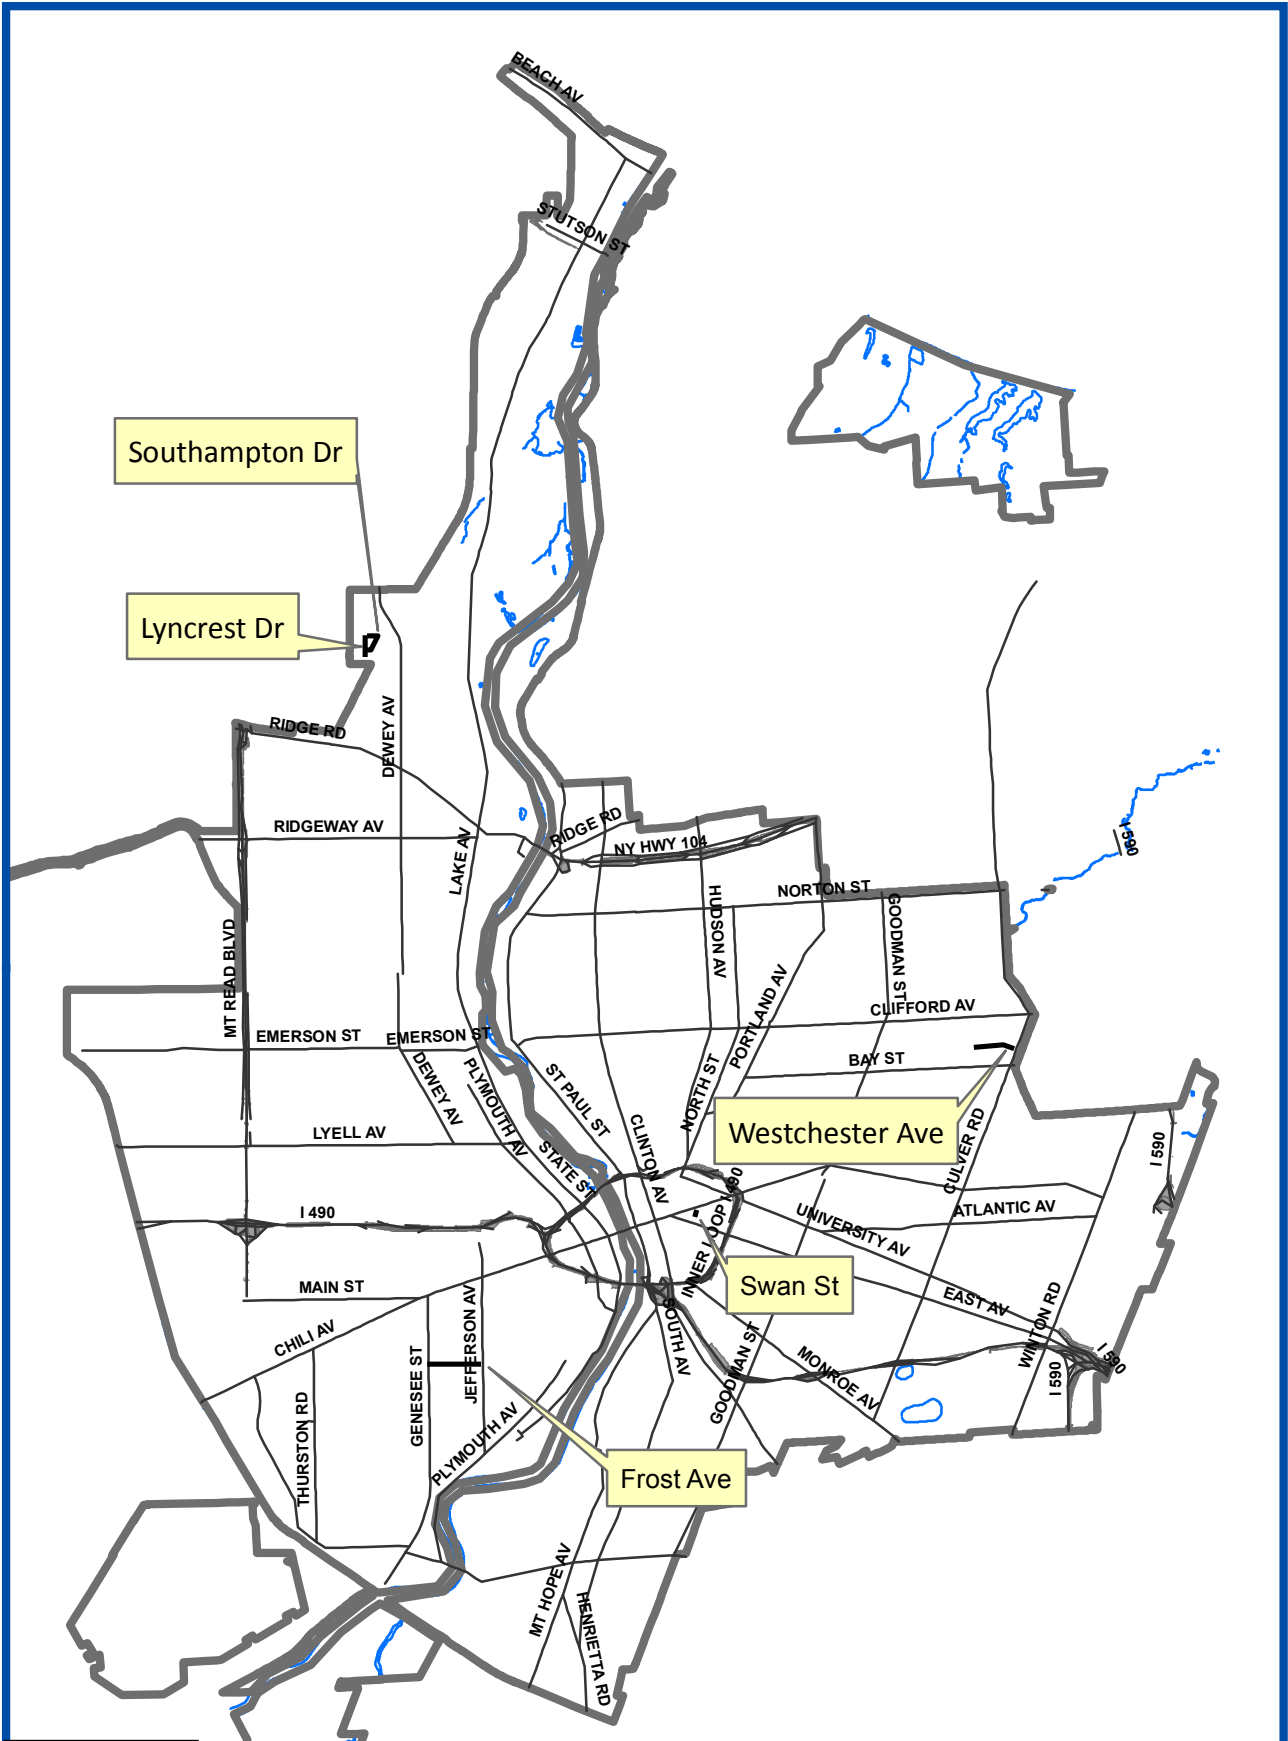 BEACH AV
STUTSON ST
Southampton Dr
Lyncrest Dr
DEWEY AV
RIDGE RD
RIDGEWAY AV
LAKE AV
RIDGE RD
NY HWY 104
I 590
NORTON ST
HUDSON AV
GOODMAN ST
MT READ BLVD
PORTLAND AV
CLIFFORD AV
EMERSON ST
EMERSON ST
BAY ST
DEWEY AV
PLYMOUTH AV
ST PAUL ST
NORTH ST
Westchester Ave
LYELL AV
STATE ST
CLINTON AV
CULVER RD
I 590
I 490
I 490
INNER LOOP
UNIVERSITY AV
ATLANTIC AV
MAIN ST
Swan St
EAST AV
CHILI AV
JEFFERSON AV
GENESEE ST
SOUTH AV
GOODMAN ST
MONROE AV
WINTON RD
I 590
I 590
THURSTON RD
PLYMOUTH AV
Frost Ave
MT HOPE AV
HENRIETTA RD